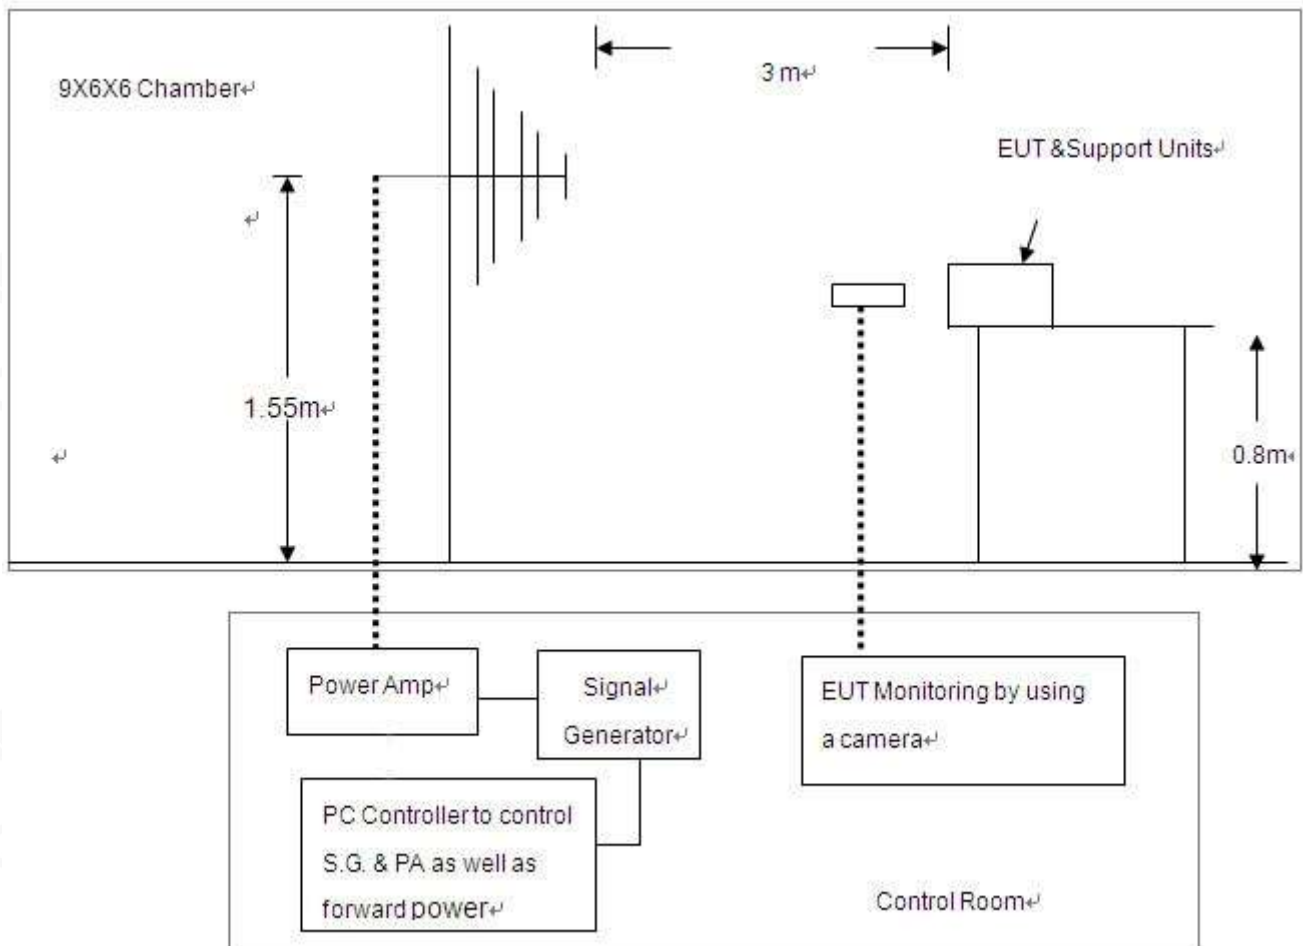 3 m↵
9X6X6 Chamber↵
EUT &Support Units↵
↵
1.55m↵
↵
0.8m↵
Power Amp↵
Signal↵
Generator↵
EUT Monitoring by using
a camera↵
PC Controller to control
S.G. & PA as well as
forward power↵
Control Room↵